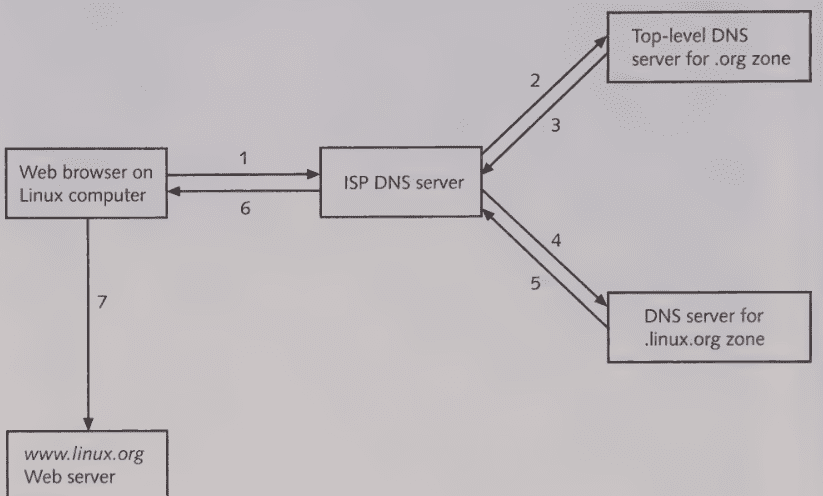 Top-level DNS
server for .org zone
2
3
1
Web browser on
Linux computer
ISP DNS server
6
4
5
7
DNS server for
.linux.org zone
www.linux.org
Web server